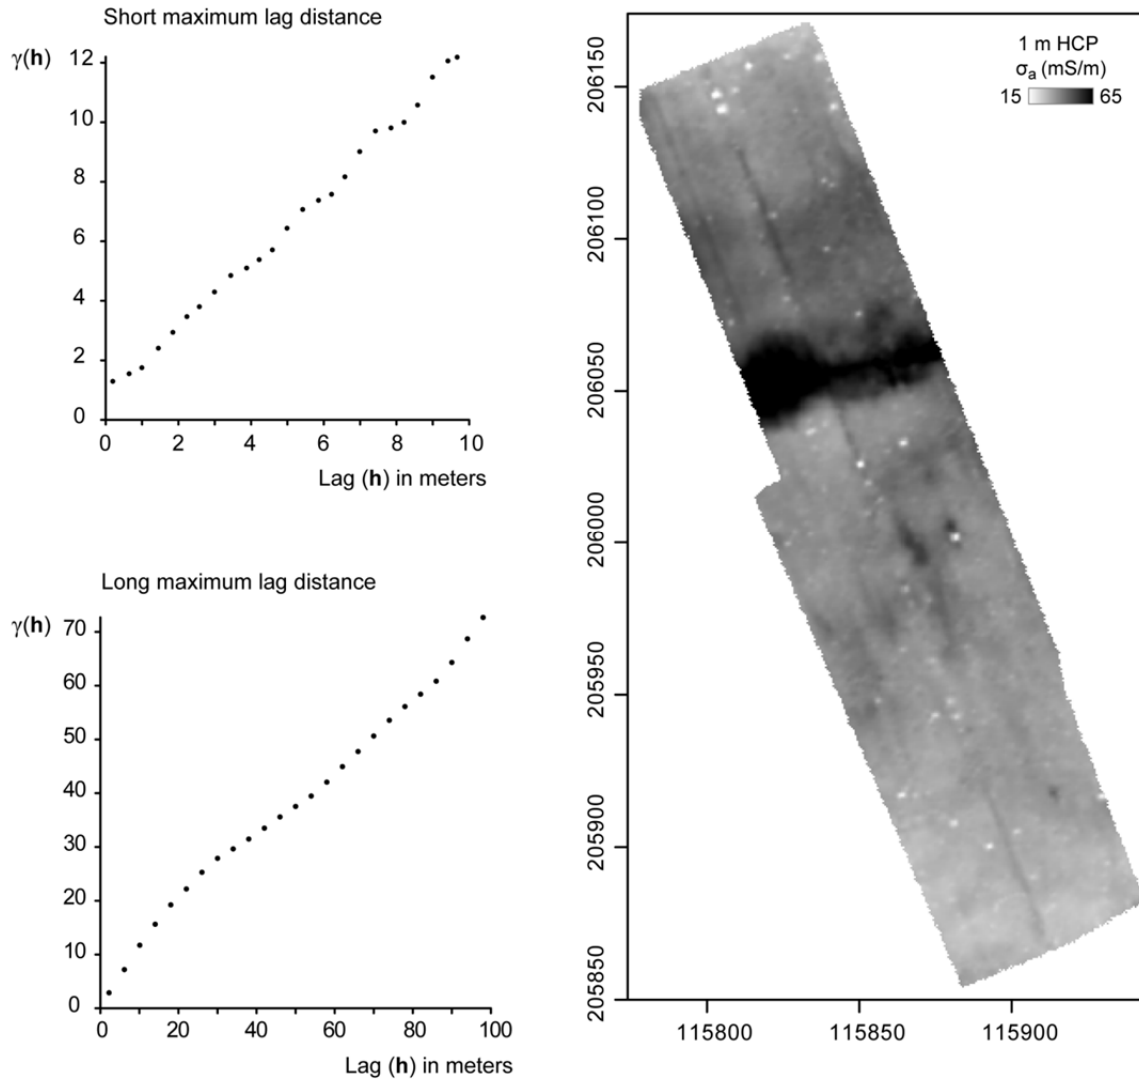 Short maximum lag distance
γ(h)
12
10
8
6
4
2
0
0 2 4 6 8 10
Lag (h) in meters
Long maximum lag distance
γ(h)
70
60
50
40
30
20
10
0
0 20 40 60 80 100
Lag (h) in meters
1 m HCP
σa (mS/m)
15 65
206150
206100
206050
206000
205950
205900
205850
115800 115850 115900